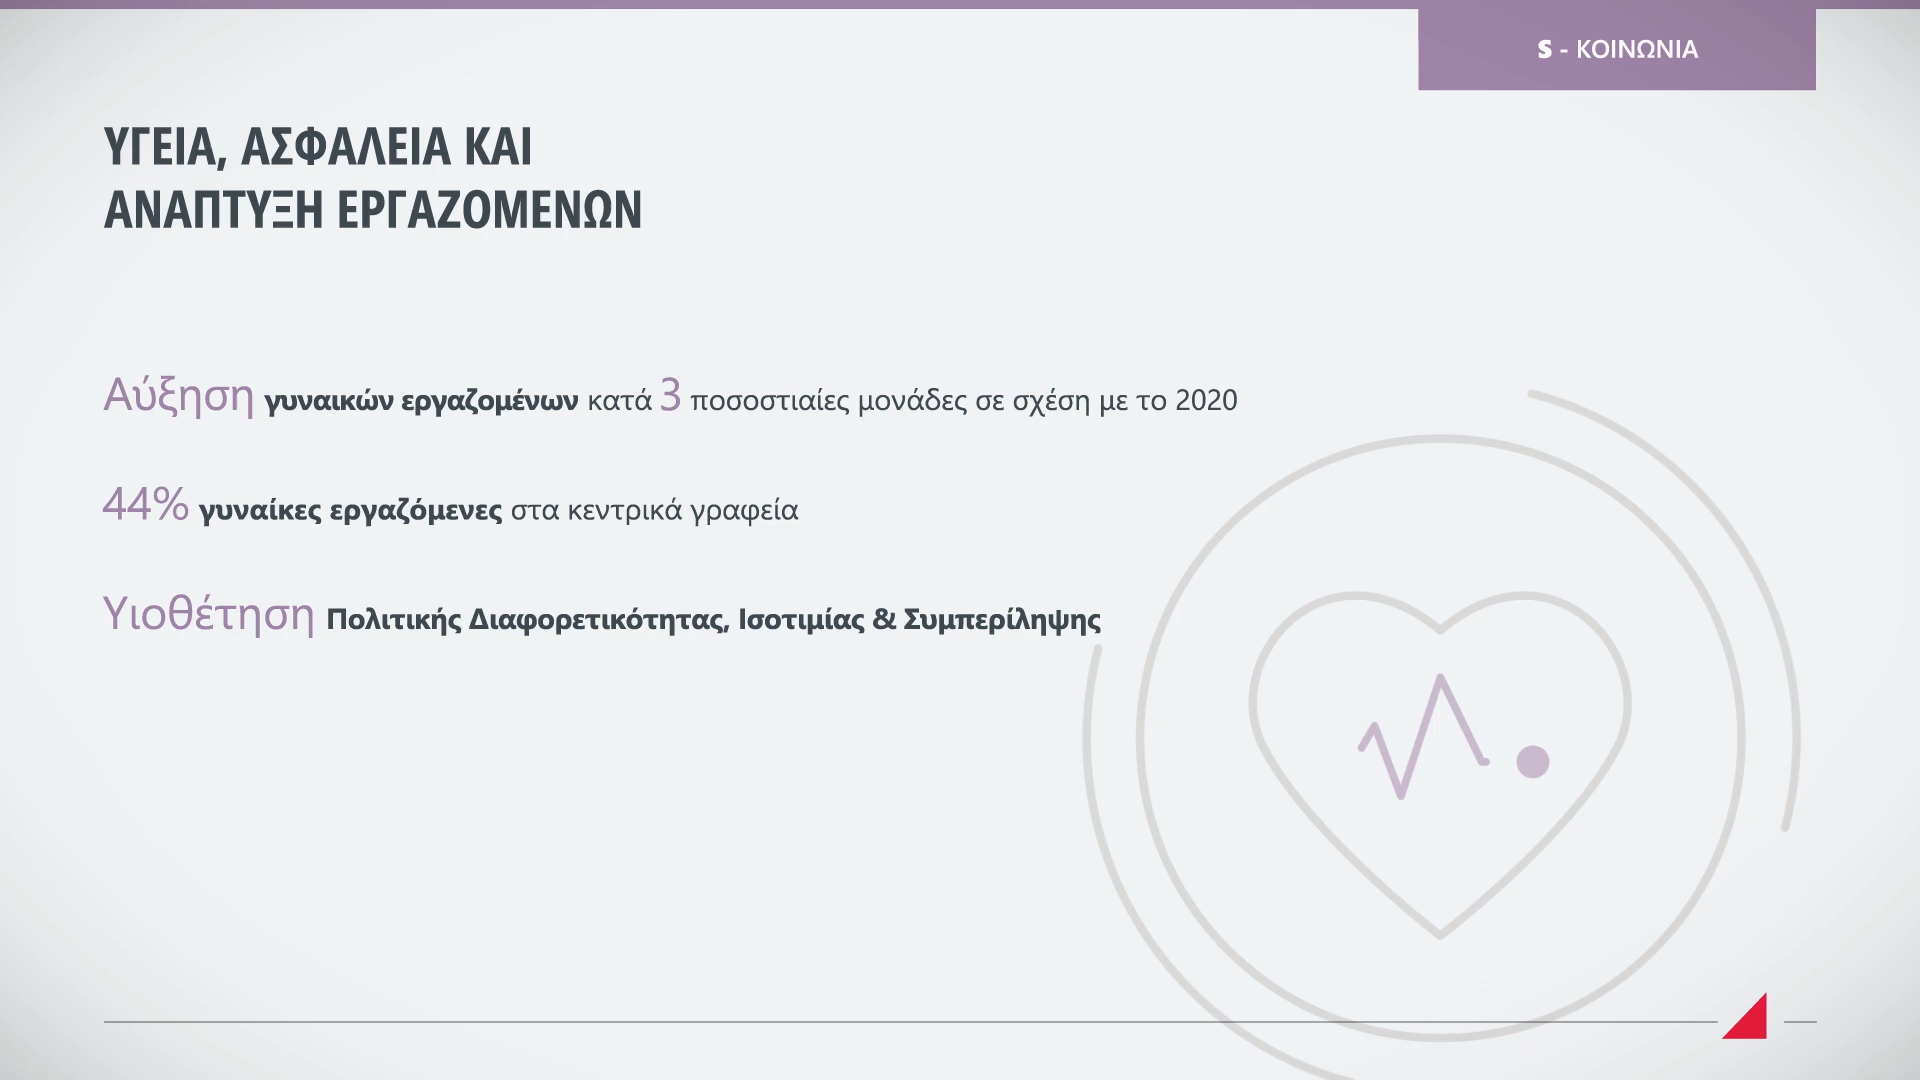 S - ΚΟΙΝΩΝΙΑ
ΥΓΕΙΑ, ΑΣΦΑΛΕΙΑ ΚΑΙ
ΑΝΑΠΤΥΞΗ ΕΡΓΑΖΟΜΕΝΩΝ
Αύξηση γυναικών εργαζομένων κατά 3 ποσοστιαίες μονάδες σε σχέση με το 2020
44% γυναίκες εργαζόμενες στα κεντρικά γραφεία
Υιοθέτηση Πολιτικής Διαφορετικότητας, Ισοτιμίας & Συμπερίληψης